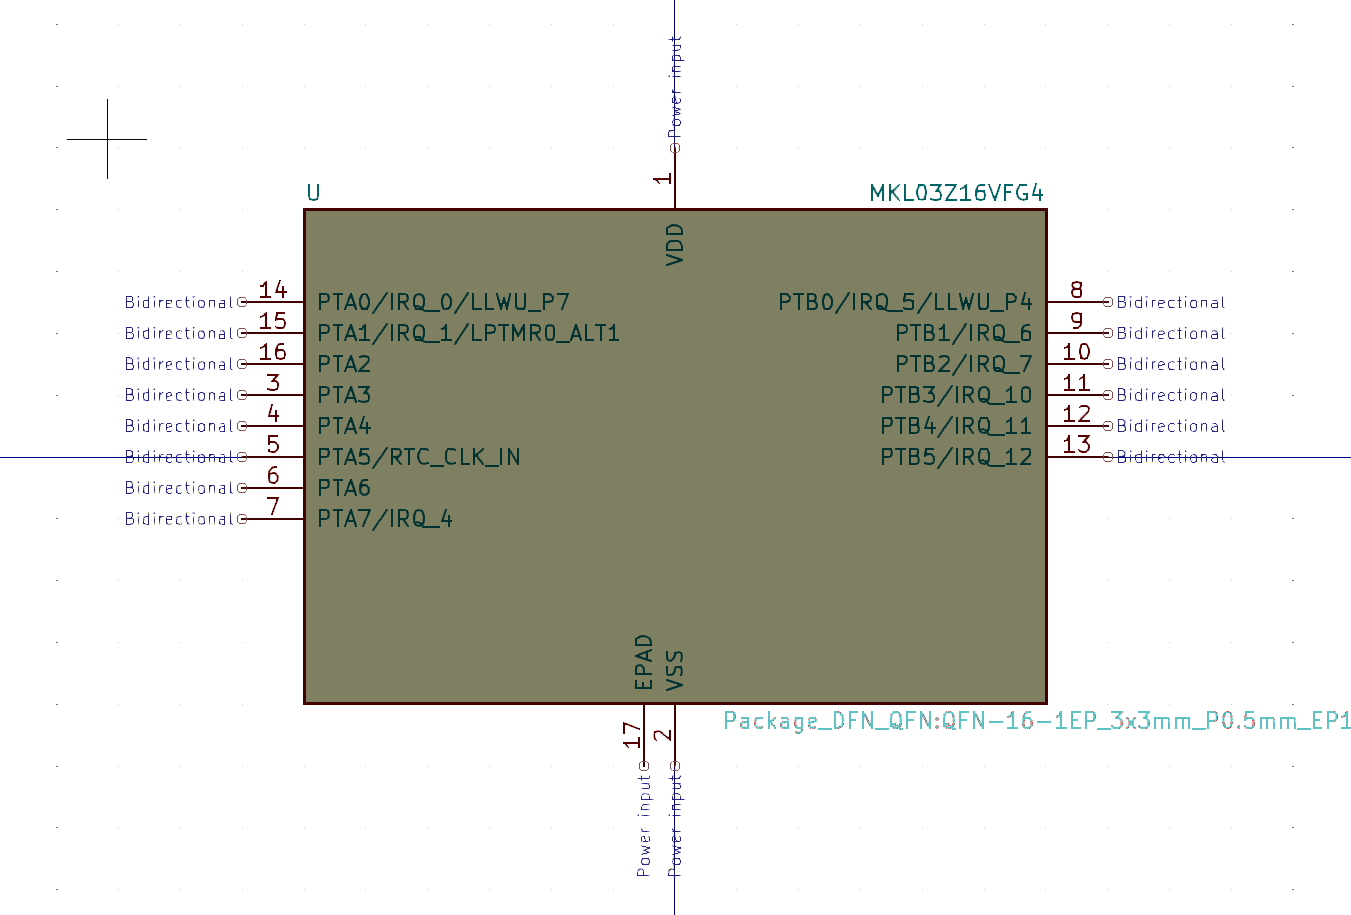 Power input
1
U
MKL03Z16VFG4
VDD
Bidirectional 14 PTA0/IRQ_0/LLWU_P7
Bidirectional 15 PTA1/IRQ_1/LPTMR0_ALT1
Bidirectional 16 PTA2
Bidirectional 3 PTA3
Bidirectional 4 PTA4
Bidirectional 5 PTA5/RTC_CLK_IN
Bidirectional 6 PTA6
Bidirectional 7 PTA7/IRQ_4
PTB0/IRQ_5/LLWU_P4 8 Bidirectional
PTB1/IRQ_6 9 Bidirectional
PTB2/IRQ_7 10 Bidirectional
PTB3/IRQ_10 11 Bidirectional
PTB4/IRQ_11 12 Bidirectional
PTB5/IRQ_12 13 Bidirectional
EPAD
VSS
17
2
Package_DFN_QFN:QFN-16-1EP_3x3mm_P0.5mm_EP1
Power input
Power input